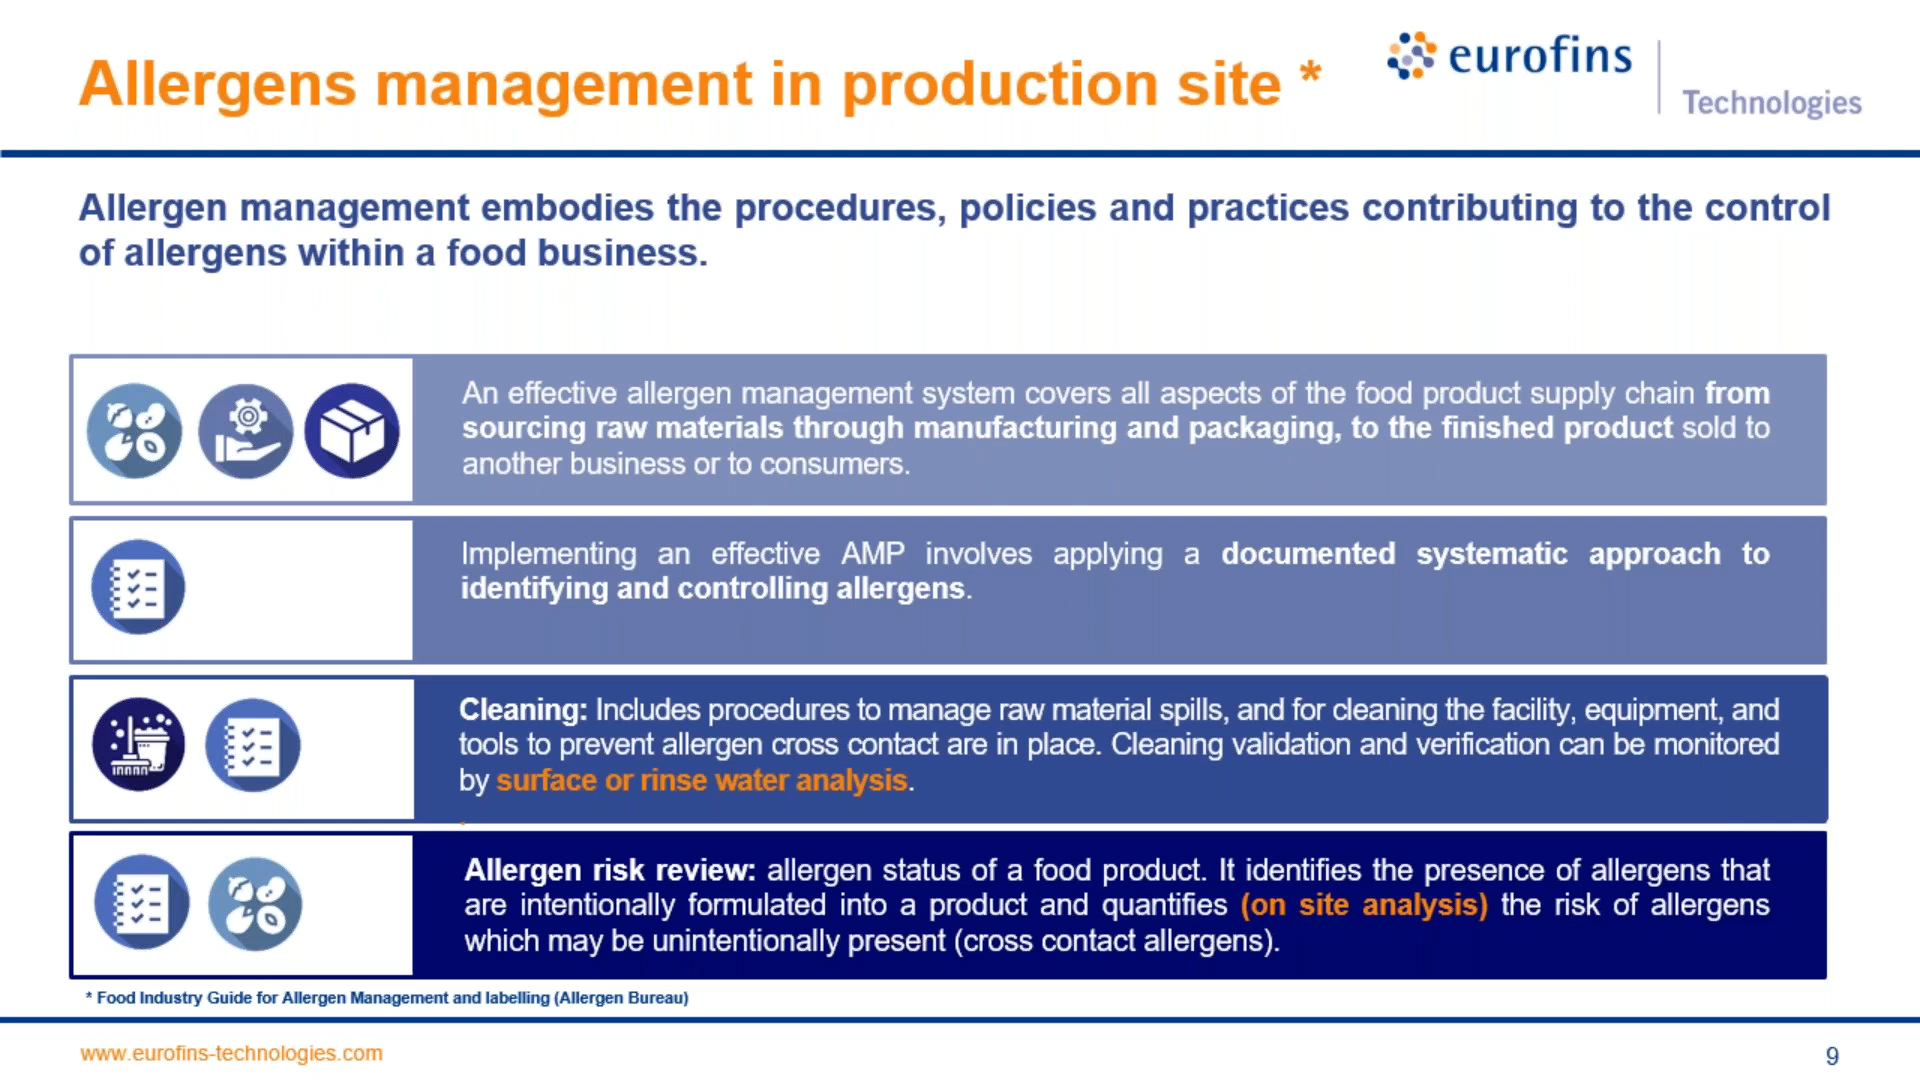 Allergens management in production site *
eurofins
Technologies
Allergen management embodies the procedures, policies and practices contributing to the control
of allergens within a food business.
An effective allergen management system covers all aspects of the food product supply chain from
sourcing raw materials through manufacturing and packaging, to the finished product sold to
another business or to consumers.
Implementing an effective AMP involves applying a documented systematic approach to
identifying and controlling allergens.
Cleaning: Includes procedures to manage raw material spills, and for cleaning the facility, equipment, and
tools to prevent allergen cross contact are in place. Cleaning validation and verification can be monitored
by surface or rinse water analysis.
Allergen risk review: allergen status of a food product. It identifies the presence of allergens that
are intentionally formulated into a product and quantifies (on site analysis) the risk of allergens
which may be unintentionally present (cross contact allergens).
* Food Industry Guide for Allergen Management and labelling (Allergen Bureau)
www.eurofins-technologies.com
9